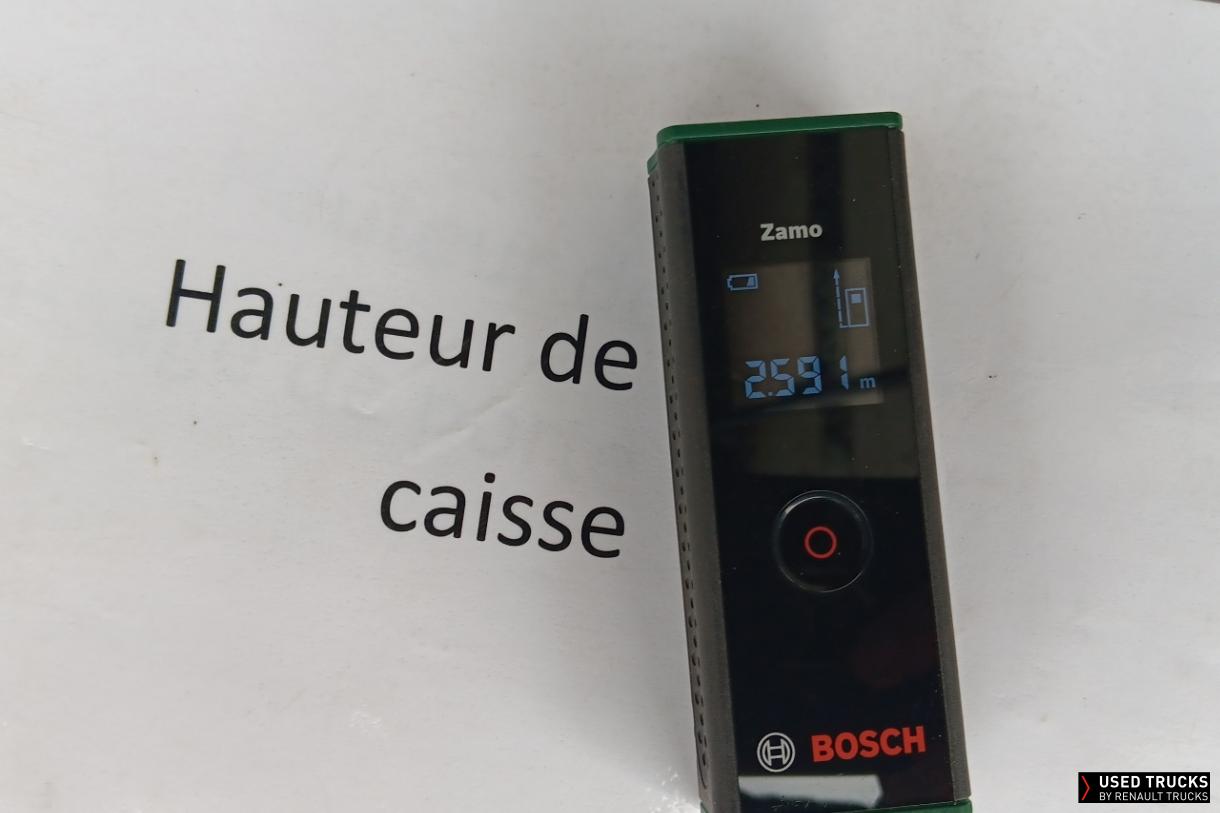 Hauteur de
caisse
Zamo
2.591 m
BOSCH
USED TRUCKS
BY RENAULT TRUCKS